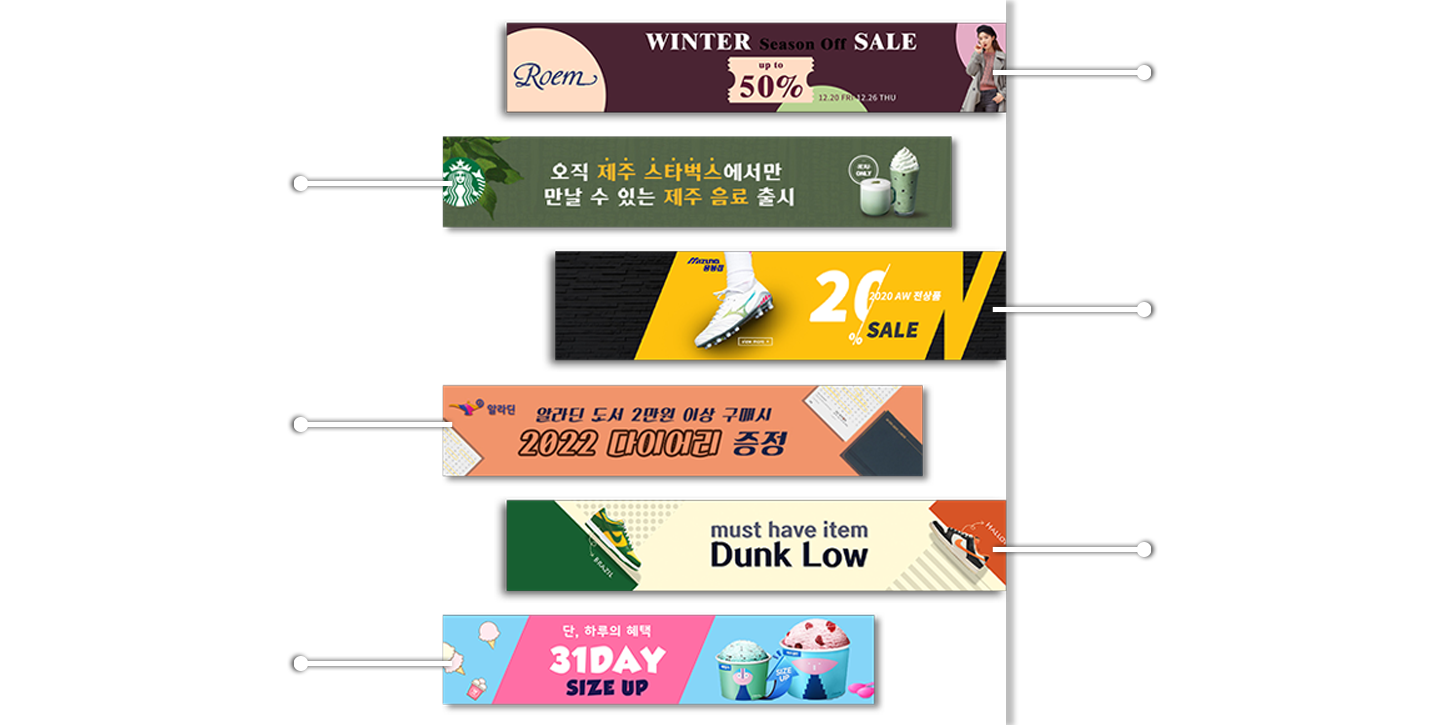 Roem
WINTER Season Off SALE
up to
50%
12.20 FRI-12.26 THU
오직 제주 스타벅스에서만
만날 수 있는 제주 음료 출시
ONLY
Mizuno
20
%
2020 AW 전상품
SALE
view more >
알라딘
알라딘 도서 2만원 이상 구매시
2022 다이어리 증정
BRAZIL
must have item
Dunk Low
단, 하루의 혜택
31DAY
SIZE UP
SIZE
UP